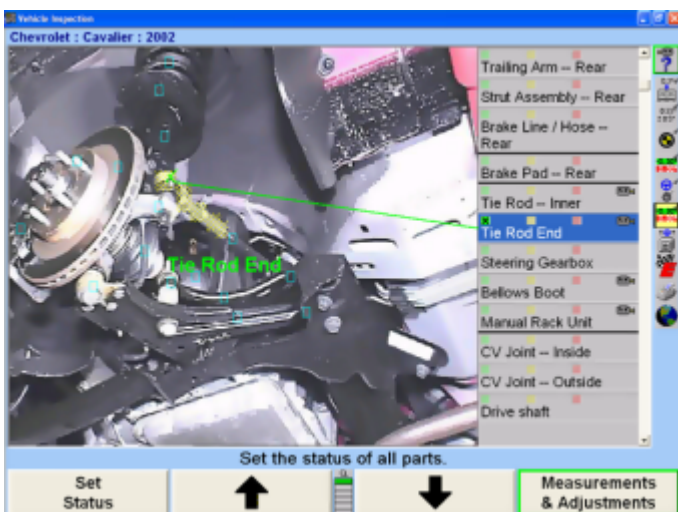 Vehicle Inspection
Chevrolet : Cavalier : 2002
Trailing Arm -- Rear
Strut Assembly -- Rear
Brake Line / Hose --
Rear
Brake Pad -- Rear
Tie Rod -- Inner
Tie Rod End
Steering Gearbox
Bellows Boot
Manual Rack Unit
CV Joint -- Inside
CV Joint -- Outside
Drive shaft
Tie Rod End
Set the status of all parts.
Set
Status
Measurements
& Adjustments